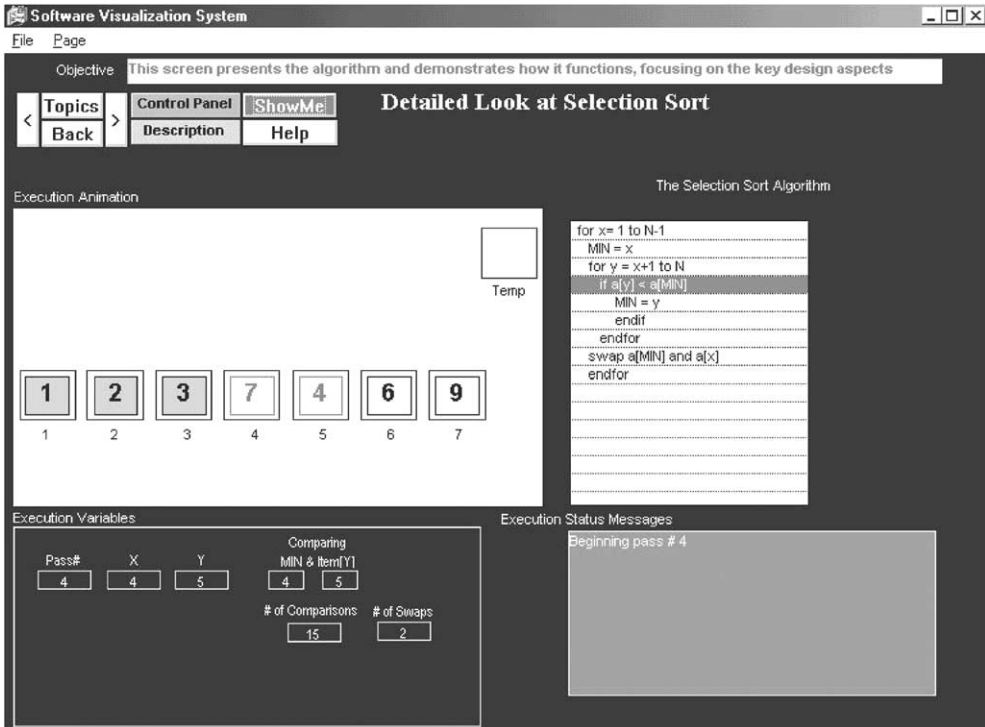 Software Visualization System
File Page
Objective This screen presents the algorithm and demonstrates how it functions, focusing on the key design aspects
< Topics > Control Panel ShowMe Detailed Look at Selection Sort
Back Description Help
The Selection Sort Algorithm
Execution Animation
for x= 1 to N-1
MIN = x
for y = x+1 to N
if a[y] < a[MIN]
MIN = y
endif
endfor
swap a[MIN] and a[x]
endfor
Temp
1 2 3 7 4 6 9
1 2 3 4 5 6 7
Execution Variables
Comparing
Pass# X Y MIN & Item[Y]
4 4 5 4 5
# of Comparisons # of Swaps
15 2
Execution Status Messages
Beginning pass # 4